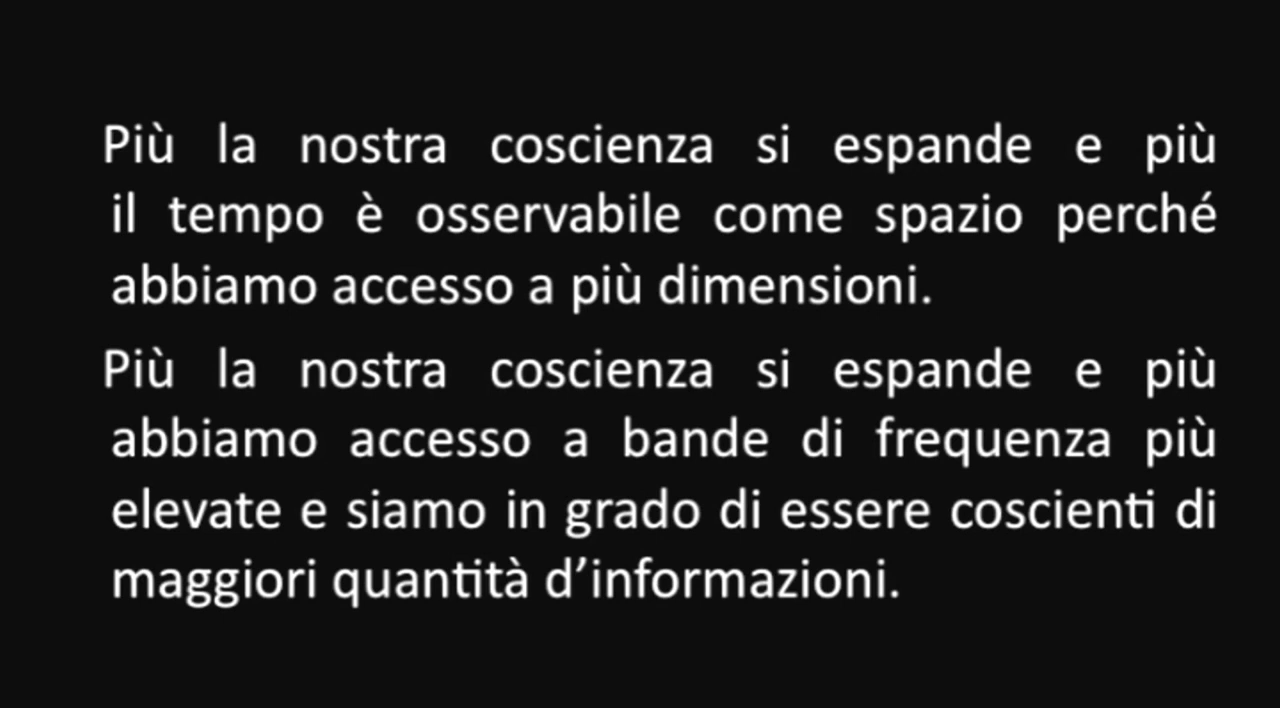 Più la nostra coscienza si espande e più
il tempo è osservabile come spazio perché
abbiamo accesso a più dimensioni.
Più la nostra coscienza si espande e più
abbiamo accesso a bande di frequenza più
elevate e siamo in grado di essere coscienti di
maggiori quantità d’informazioni.